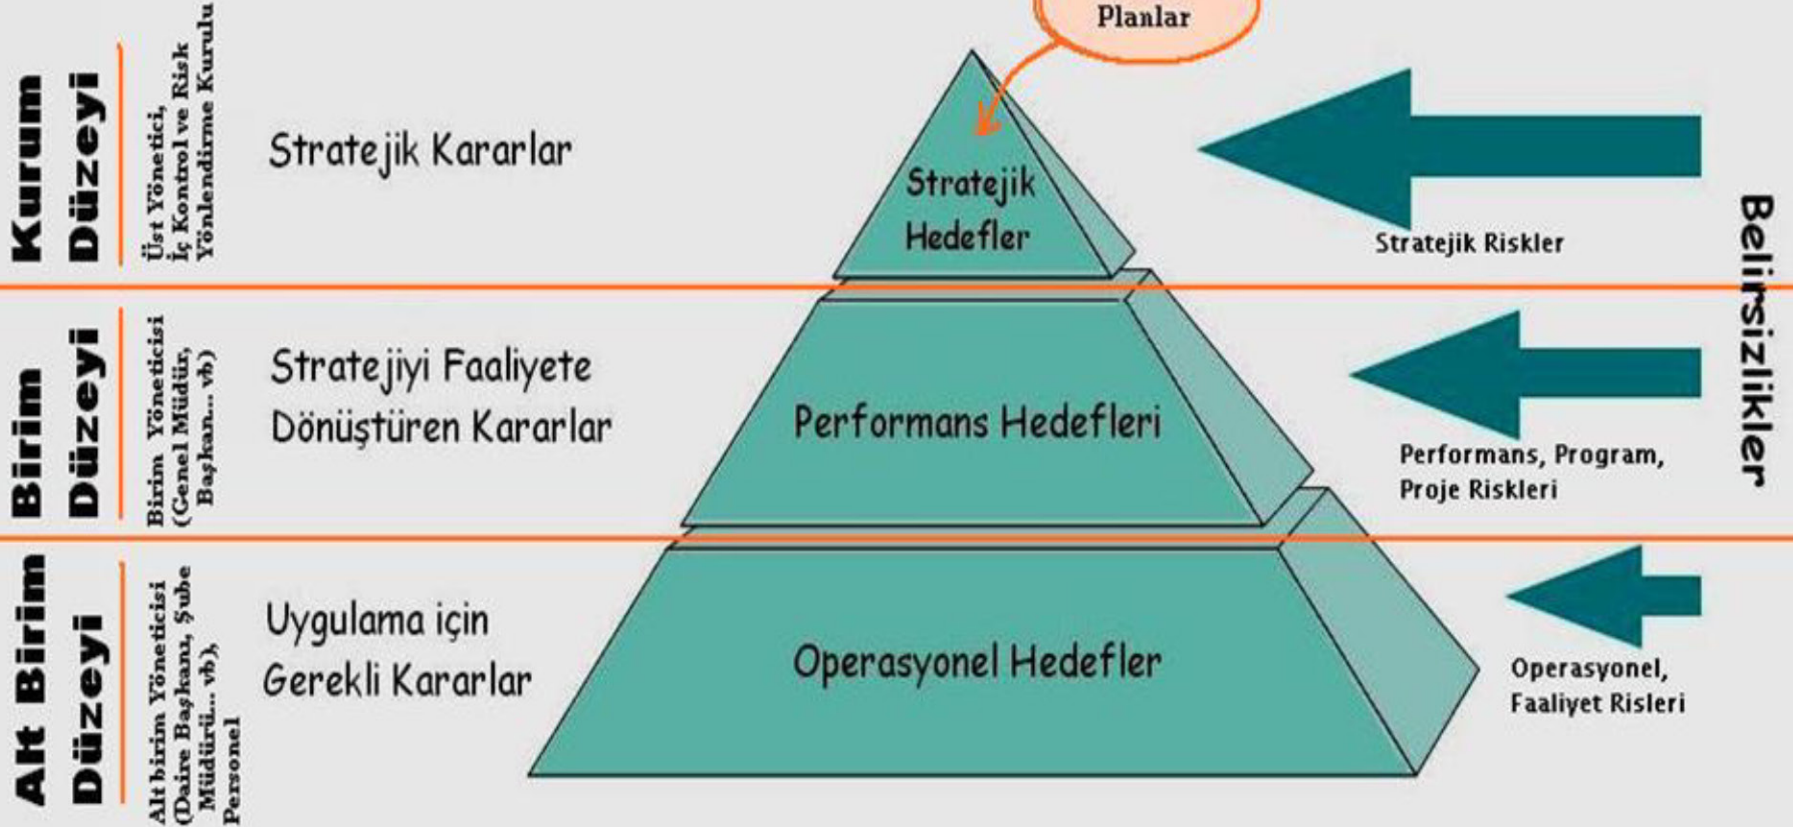 Planlar
Kurum
Düzeyi
Üst Yönetici,
İç Kontrol ve Risk
Yönlendirme Kurulu
Stratejik Kararlar
Stratejik
Hedefler
Stratejik Riskler
Belirsizlikler
Birim
Düzeyi
Birim Yöneticisi
(Genel Müdür,
Başkan... vb)
Stratejiyi Faaliyete
Dönüştüren Kararlar
Performans Hedefleri
Performans, Program,
Proje Riskleri
Alt Birim
Düzeyi
Alt birim Yöneticisi
(Daire Başkanı, Şube
Müdürü... vb),
Personel
Uygulama için
Gerekli Kararlar
Operasyonel Hedefler
Operasyonel,
Faaliyet Risleri